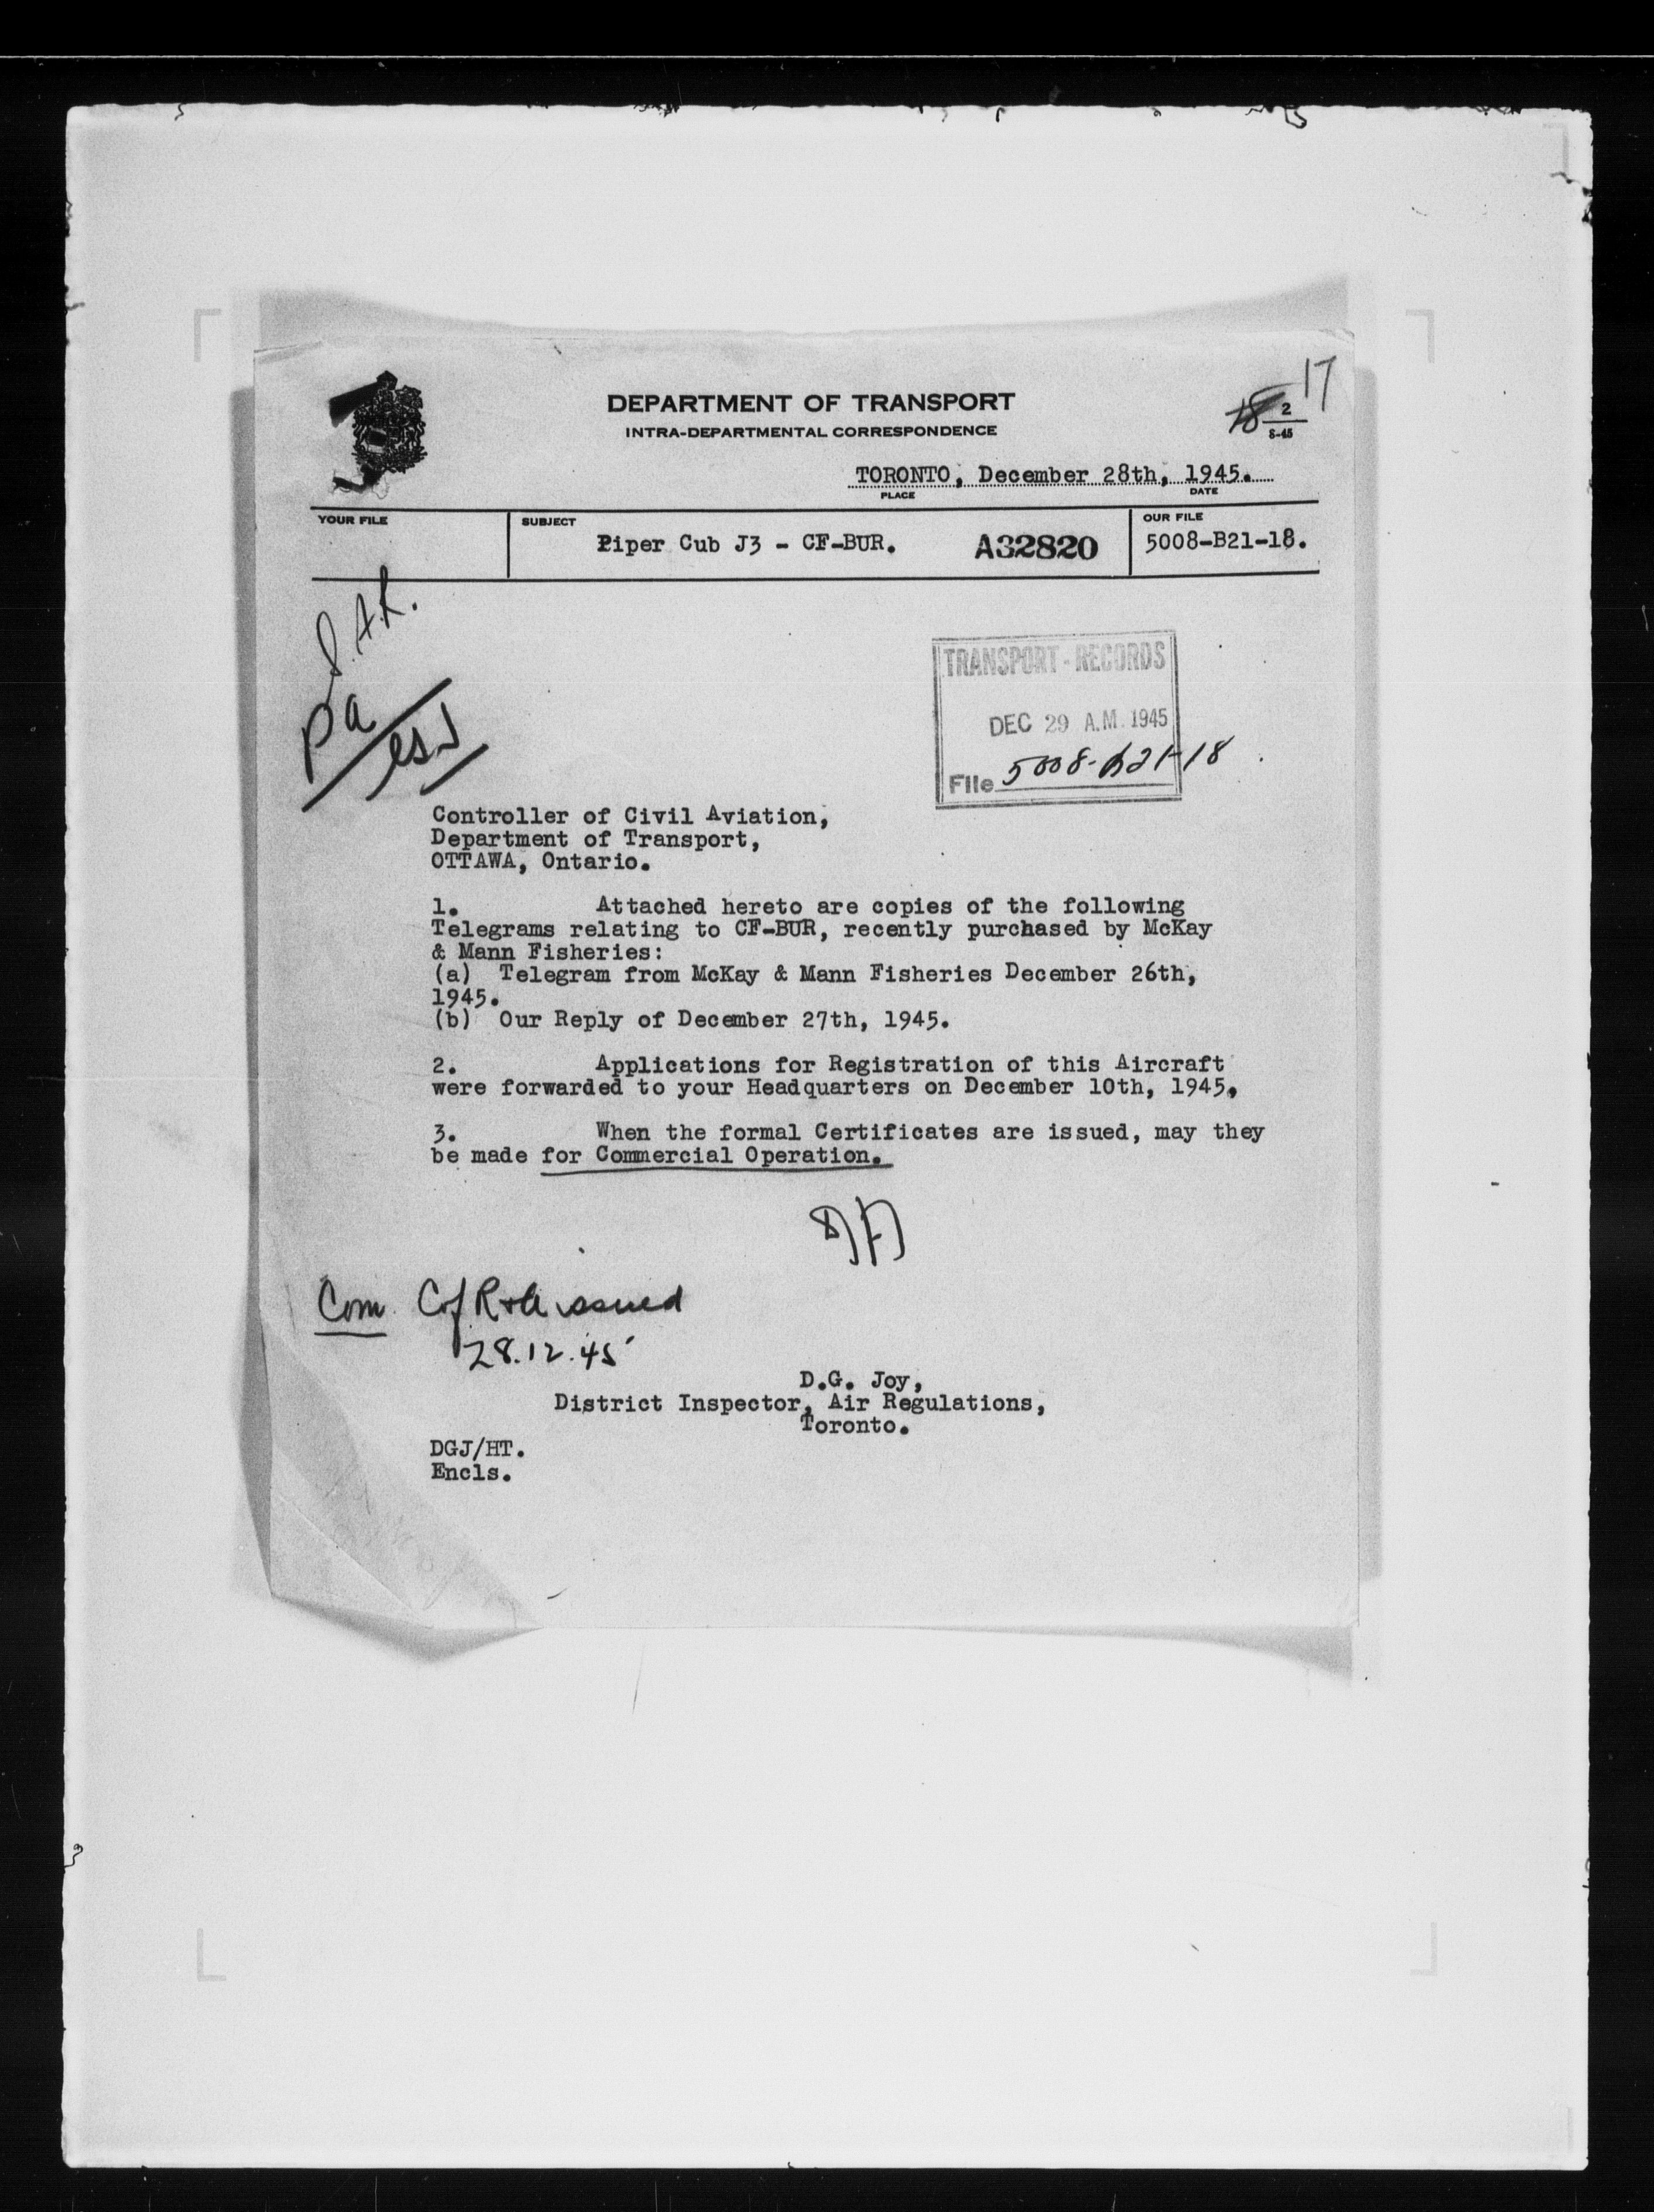 17
18
2
8-45
DEPARTMENT OF TRANSPORT
INTRA-DEPARTMENTAL CORRESPONDENCE
TORONTO, December 28th, 1945.
PLACE DATE
YOUR FILE SUBJECT OUR FILE
Piper Cub J3 - CF-BUR. A32820 5008-B21-18.
S.A.R.
pa
TRANSPORT - RECORDS
DEC 29 A.M. 1945
File 5008-B21-18
Controller of Civil Aviation,
Department of Transport,
OTTAWA, Ontario.
1. Attached hereto are copies of the following
Telegrams relating to CF-BUR, recently purchased by McKay
& Mann Fisheries:
(a) Telegram from McKay & Mann Fisheries December 26th,
1945.
(b) Our Reply of December 27th, 1945.
2. Applications for Registration of this Aircraft
were forwarded to your Headquarters on December 10th, 1945.
3. When the formal Certificates are issued, may they
be made for Commercial Operation.
Com. C of R & A issued
28.12.45
D.G. Joy,
District Inspector, Air Regulations,
Toronto.
DGJ/HT.
Encls.